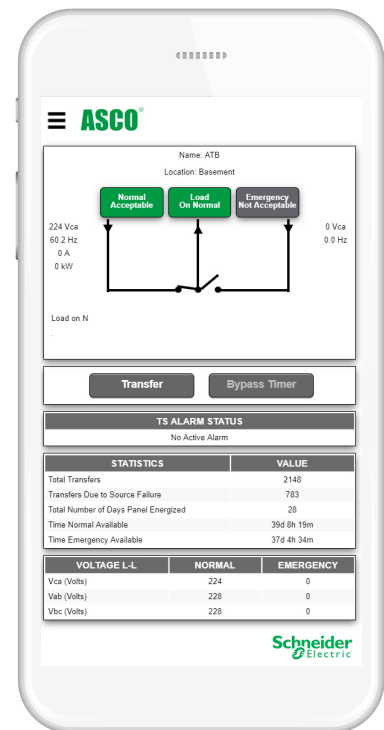 ASCO®
Name: ATB
Location: Basement
Normal Acceptable
Load On Normal
Emergency Not Acceptable
224 Vca
60.2 Hz
0 A
0 kW
0 Vca
0.0 Hz
Load on N
.
Transfer
Bypass Timer
TS ALARM STATUS
No Active Alarm
STATISTICS VALUE
Total Transfers 2148
Transfers Due to Source Failure 783
Total Number of Days Panel Energized 28
Time Normal Available 39d 8h 19m
Time Emergency Available 37d 4h 34m
VOLTAGE L-L NORMAL EMERGENCY
Vca (Volts) 224 0
Vab (Volts) 228 0
Vbc (Volts) 228 0
Schneider
Electric